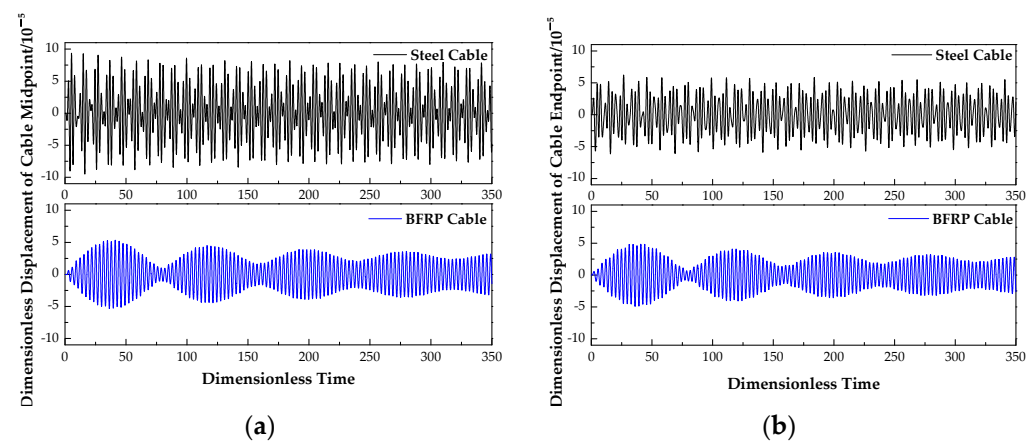 Dimensionless Displacement of Cable Midpoint/10⁻⁵
10
5
0
-5
-10
Steel Cable
0 50 100 150 200 250 300 350
10
5
0
-5
-10
BFRP Cable
0 50 100 150 200 250 300 350
Dimensionless Time
(a)
Dimensionless Displacement of Cable Endpoint/10⁻⁵
10
5
0
-5
-10
Steel Cable
0 50 100 150 200 250 300 350
10
5
0
-5
-10
BFRP Cable
0 50 100 150 200 250 300 350
Dimensionless Time
(b)